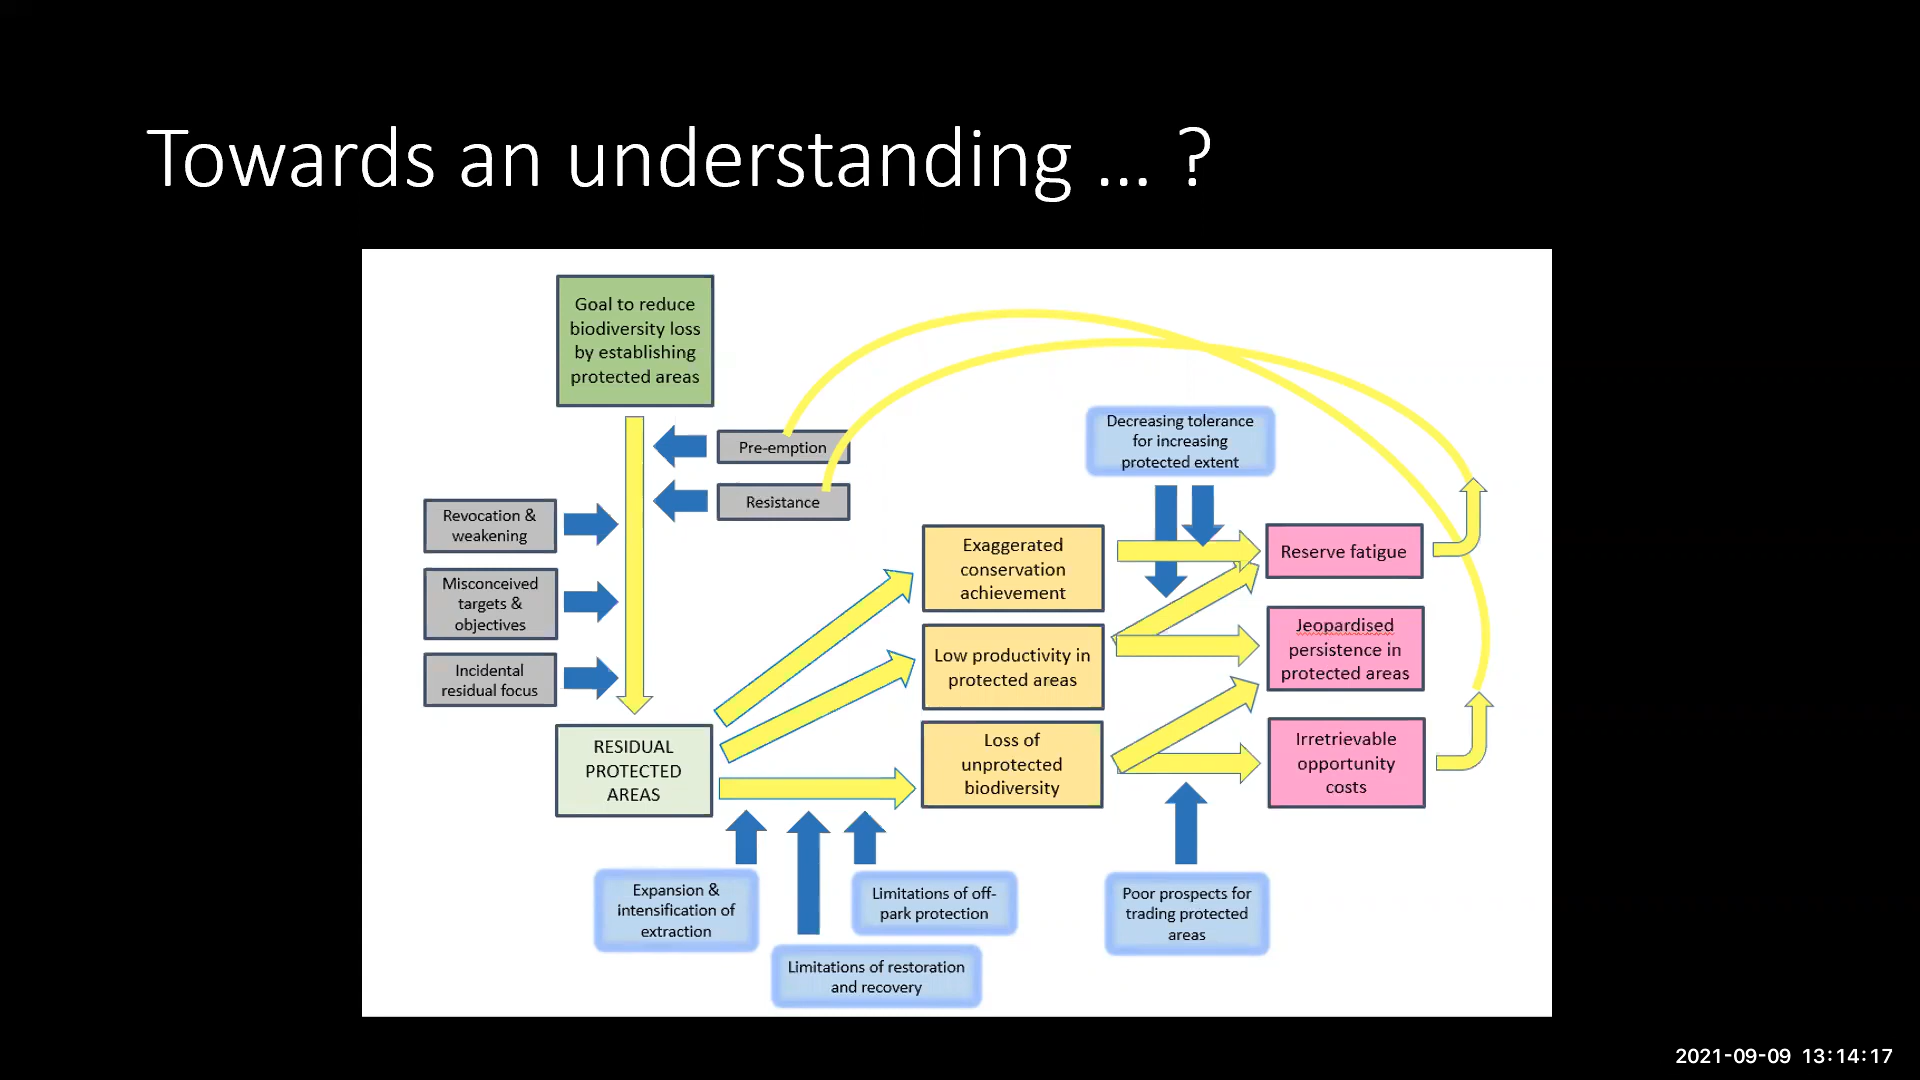 Towards an understanding ... ?
Goal to reduce
biodiversity loss
by establishing
protected areas
Pre-emption
Resistance
Revocation &
weakening
Misconceived
targets &
objectives
Incidental
residual focus
RESIDUAL
PROTECTED
AREAS
Decreasing tolerance
for increasing
protected extent
Exaggerated
conservation
achievement
Low productivity in
protected areas
Loss of
unprotected
biodiversity
Reserve fatigue
Jeopardised
persistence in
protected areas
Irretrievable
opportunity
costs
Expansion &
intensification of
extraction
Limitations of off-
park protection
Limitations of restoration
and recovery
Poor prospects for
trading protected
areas
2021-09-09 13:14:17